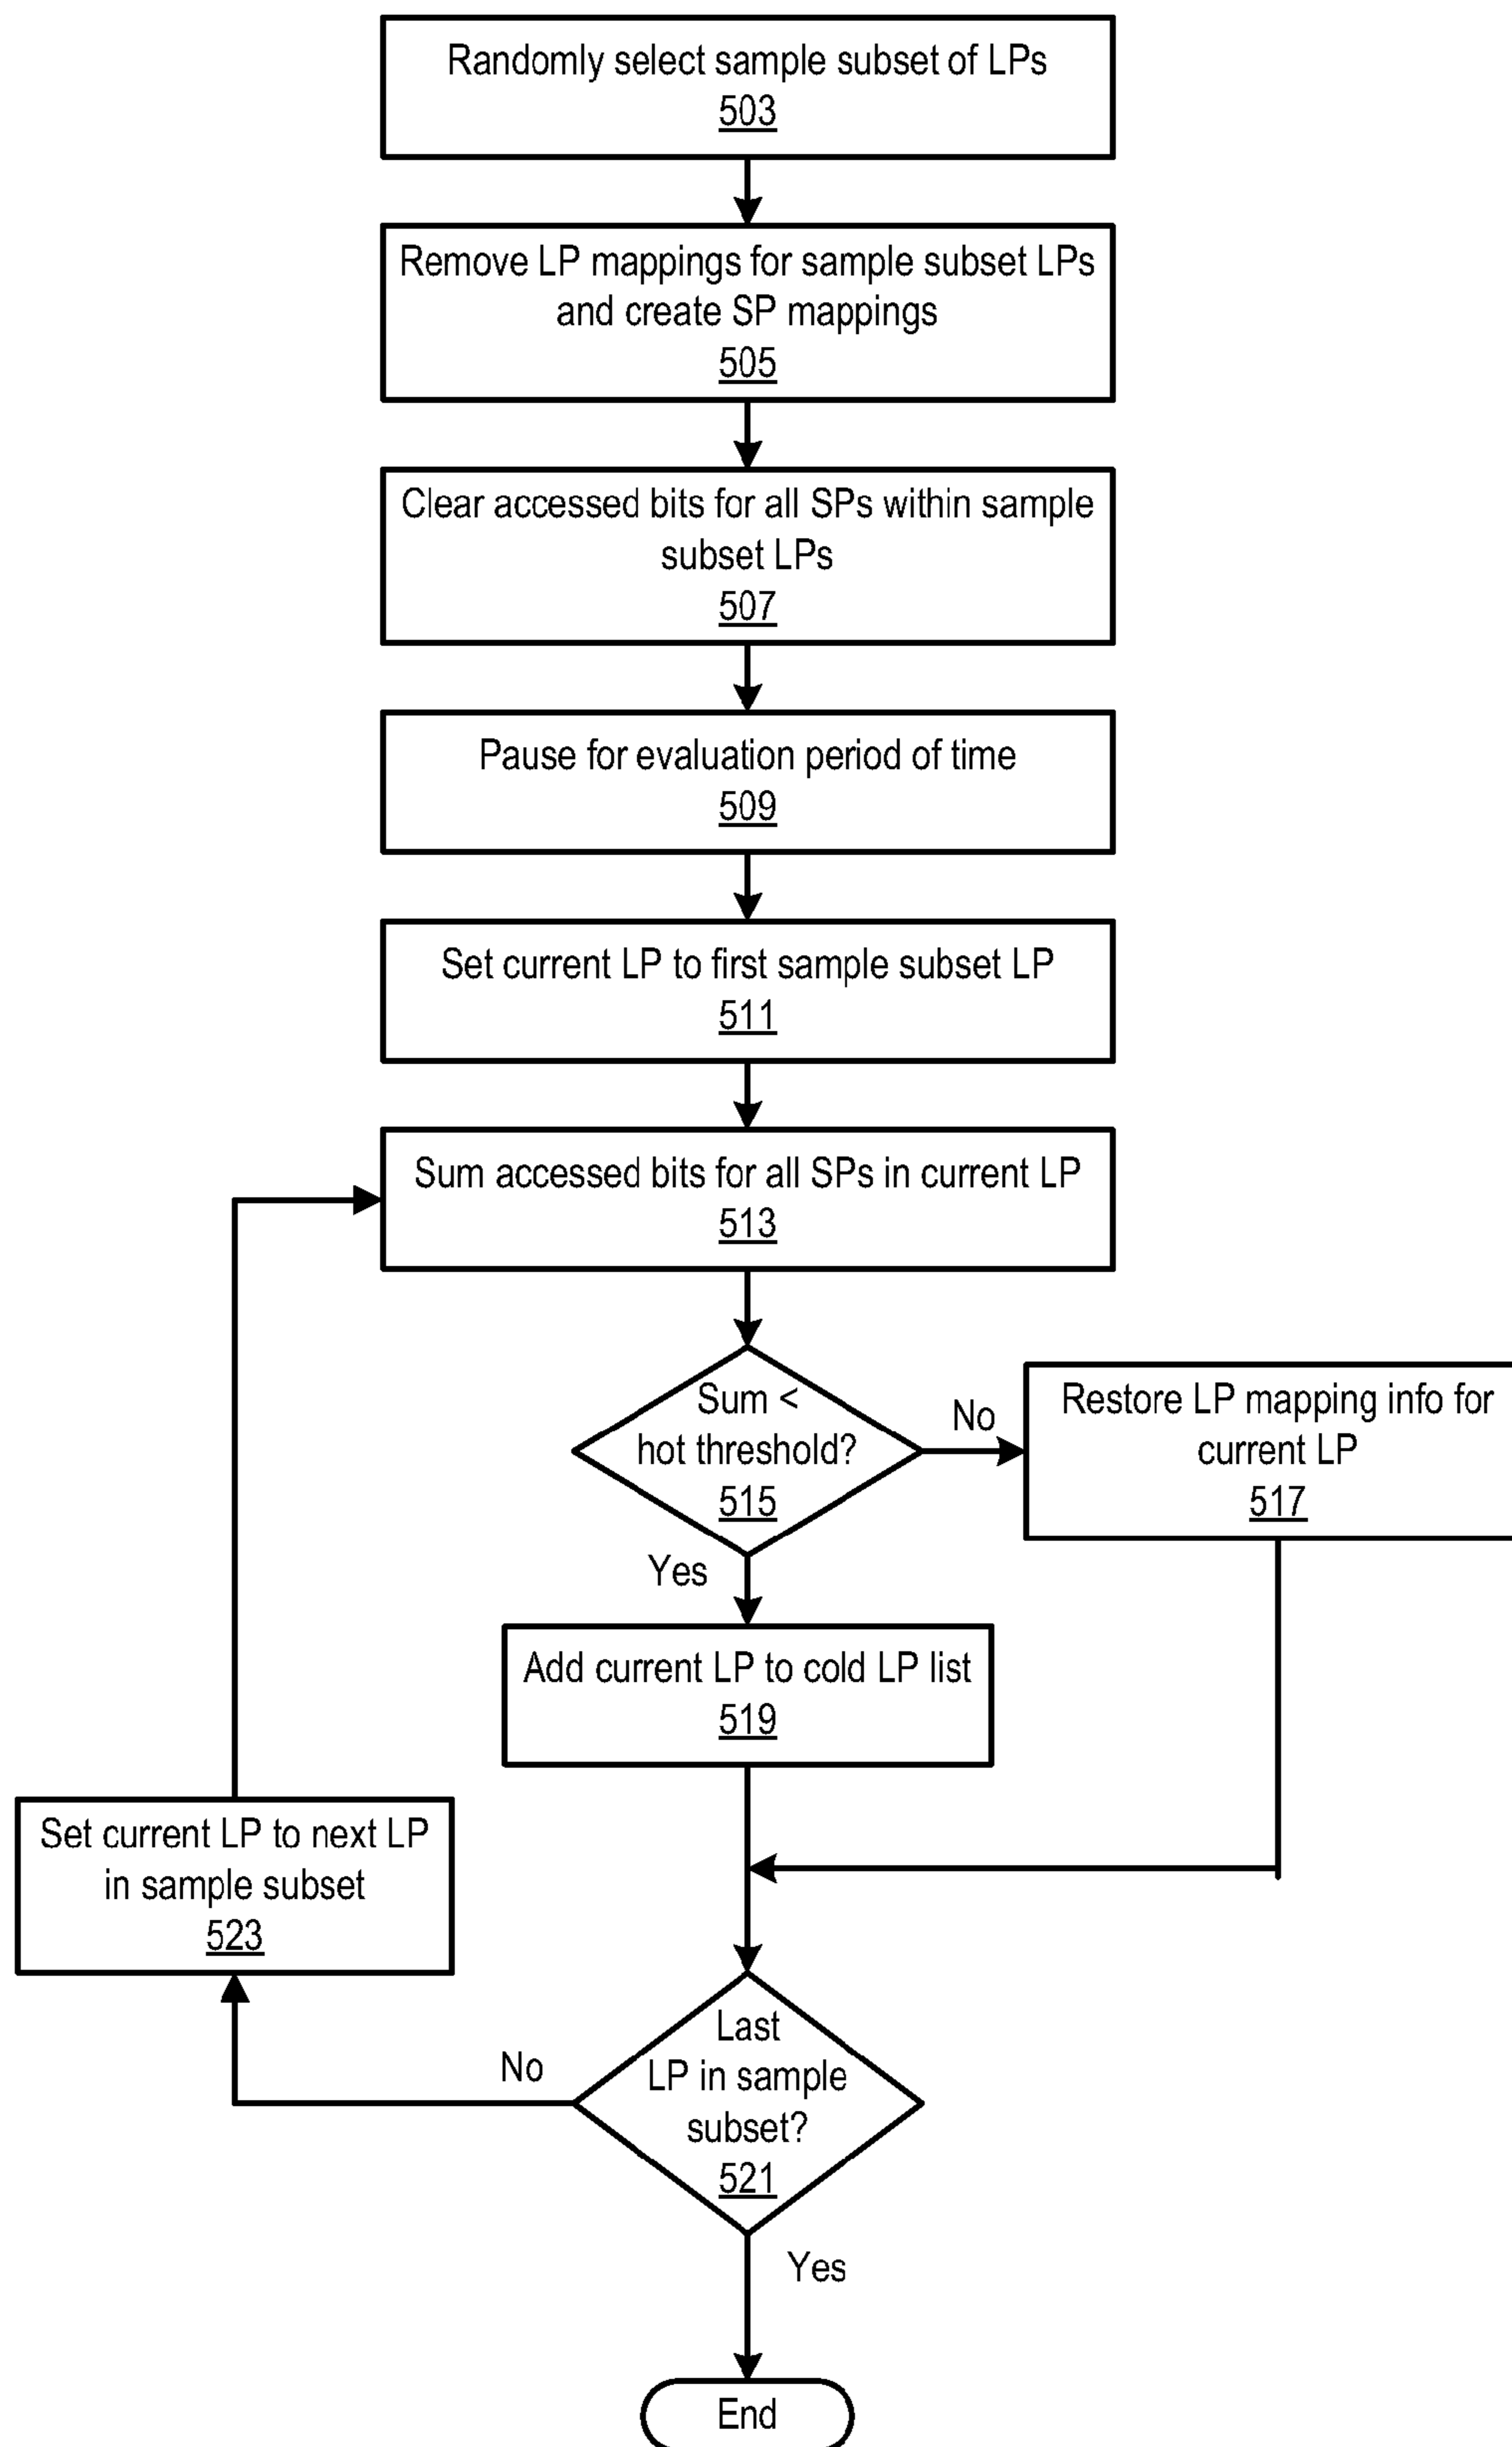 Randomly select sample subset of LPs
503
Remove LP mappings for sample subset LPs
and create SP mappings
505
Clear accessed bits for all SPs within sample
subset LPs
507
Pause for evaluation period of time
509
Set current LP to first sample subset LP
511
Sum accessed bits for all SPs in current LP
513
Sum <
hot threshold?
515
No
Restore LP mapping info for
current LP
517
Yes
Add current LP to cold LP list
519
Set current LP to next LP
in sample subset
523
Last
LP in sample
subset?
521
No
Yes
End